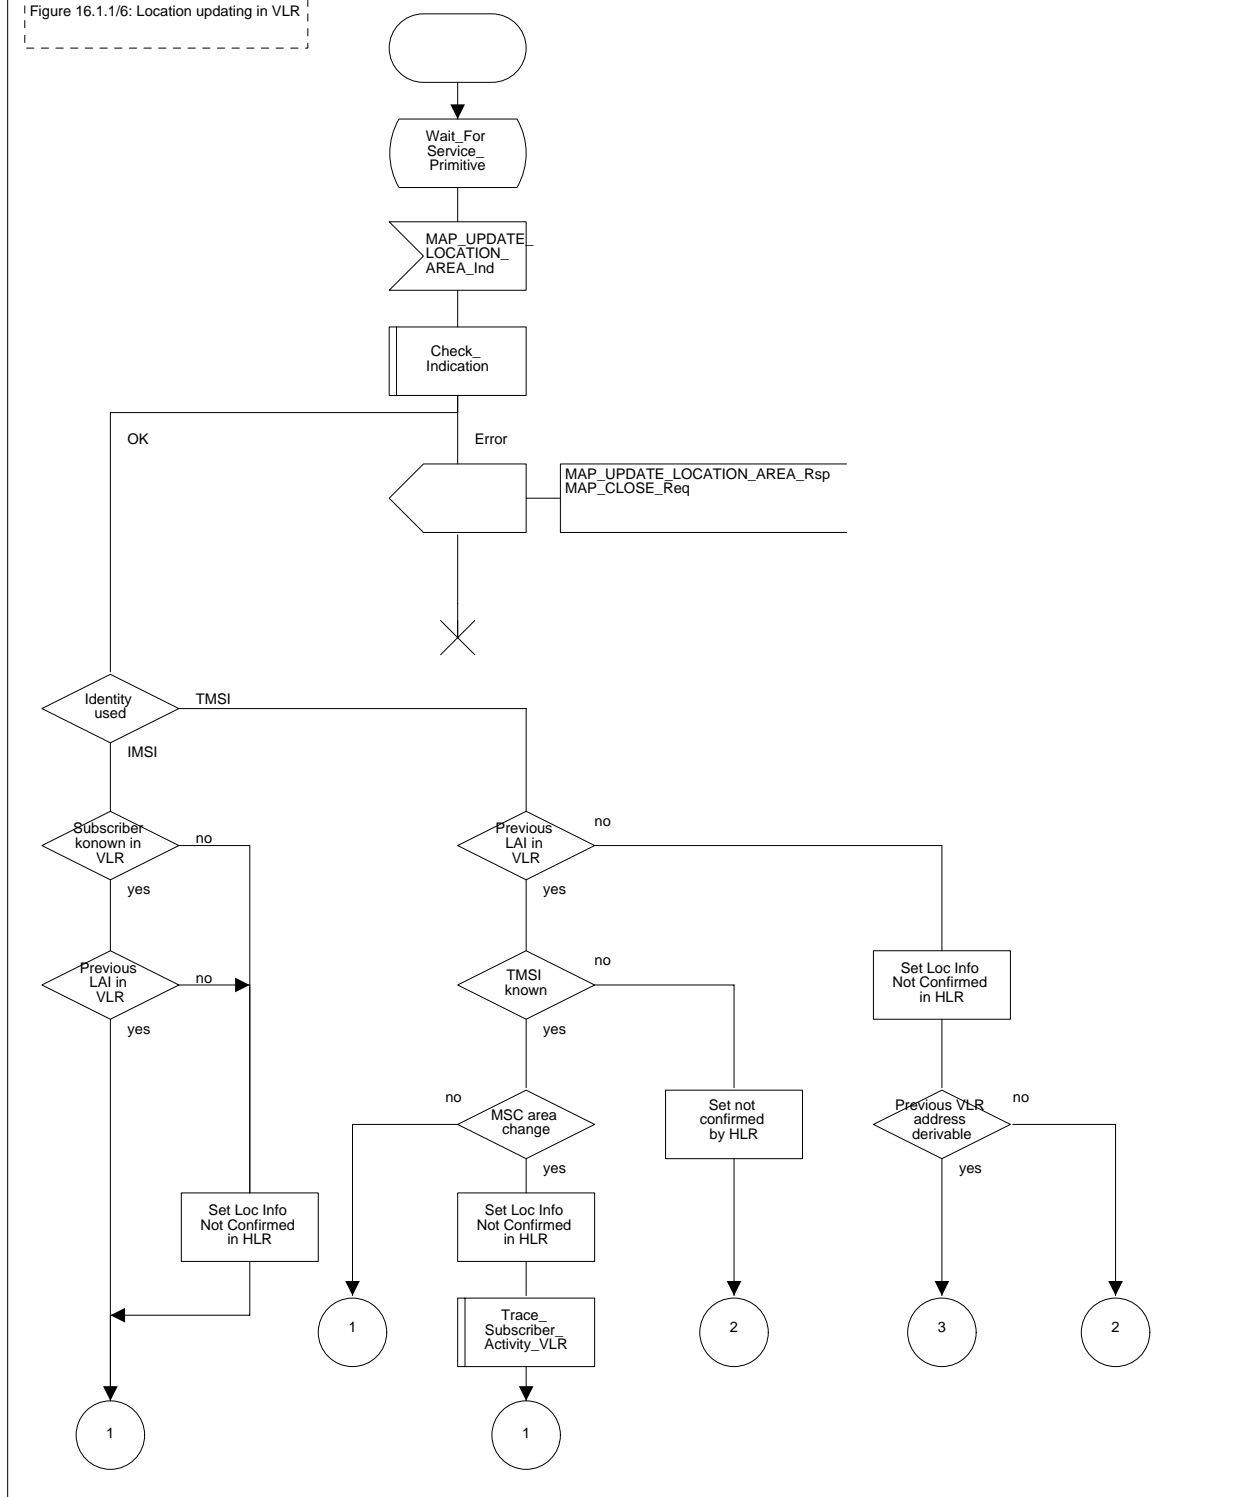 Figure 16.1.1/6: Location updating in VLR
Wait_For
Service_
Primitive
MAP_UPDATE_
LOCATION_
AREA_Ind
Check_
Indication
OK
Error
MAP_UPDATE_LOCATION_AREA_Rsp
MAP_CLOSE_Req
Identity
used
TMSI
IMSI
Subscriber
konown in
VLR
no
yes
Previous
LAI in
VLR
no
yes
Previous
LAI in
VLR
no
yes
TMSI
known
no
yes
Set Loc Info
Not Confirmed
in HLR
no
MSC area
change
yes
Set not
confirmed
by HLR
Previous VLR
address
derivable
no
yes
Set Loc Info
Not Confirmed
in HLR
Set Loc Info
Not Confirmed
in HLR
1
Trace_
Subscriber_
Activity_VLR
2
3
2
1
1